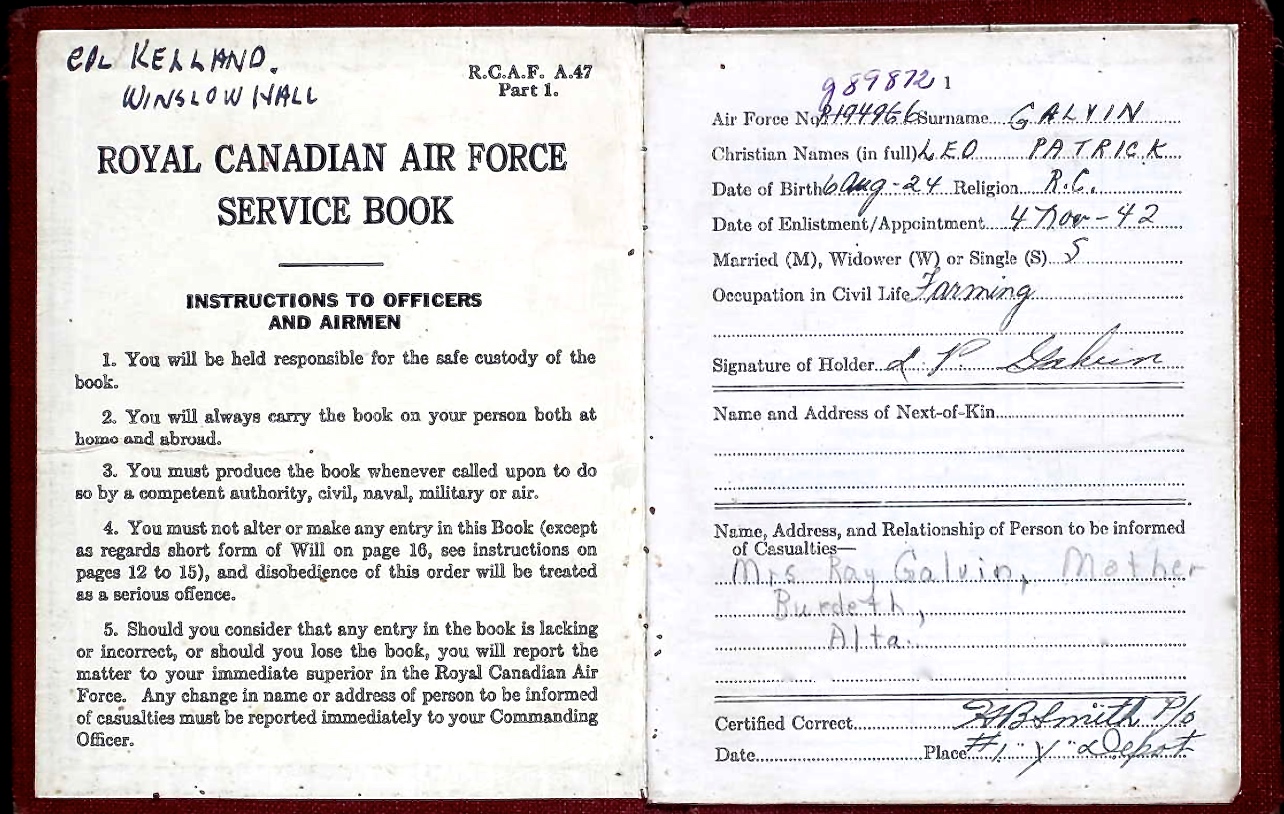 CPL KELLAND.
WINSLOW HALL
R.C.A.F. A.47
Part 1.
ROYAL CANADIAN AIR FORCE
SERVICE BOOK
INSTRUCTIONS TO OFFICERS
AND AIRMEN
1. You will be held responsible for the safe custody of the
book.
2. You will always carry the book on your person both at
home and abroad.
3. You must produce the book whenever called upon to do
so by a competent authority, civil, naval, military or air.
4. You must not alter or make any entry in this Book (except
as regards short form of Will on page 16, see instructions on
pages 12 to 15), and disobedience of this order will be treated
as a serious offence.
5. Should you consider that any entry in the book is lacking
or incorrect, or should you lose the book, you will report the
matter to your immediate superior in the Royal Canadian Air
Force. Any change in name or address of person to be informed
of casualties must be reported immediately to your Commanding
Officer.
J89872 1
Air Force No. R194966 Surname GALVIN
Christian Names (in full) LEO PATRICK
Date of Birth 6 Aug-24 Religion R.C.
Date of Enlistment/Appointment 4 Nov-42
Married (M), Widower (W) or Single (S) S
Occupation in Civil Life Farming
Signature of Holder L. P. Galvin
Name and Address of Next-of-Kin
Name, Address, and Relationship of Person to be informed
of Casualties—
Mrs Ray Galvin, Mother
Burdeth,
Alta.
Certified Correct HB Smith P/O
Date Place #1 "Y" Depot